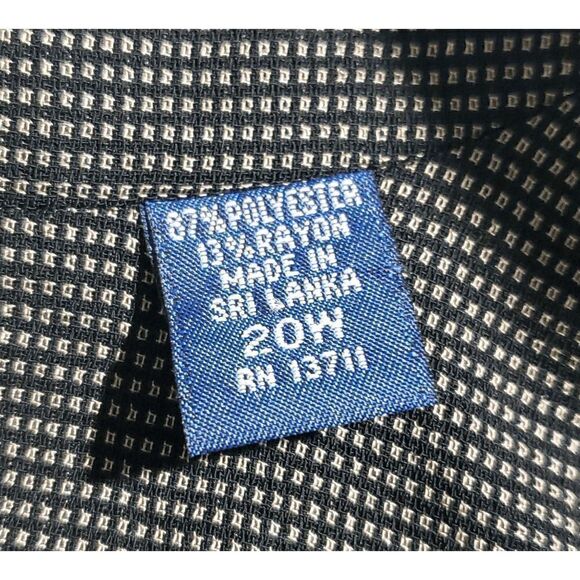 87%POLYESTER
13%RAYON
MADE IN
SRI LANKA
20W
RN 13711